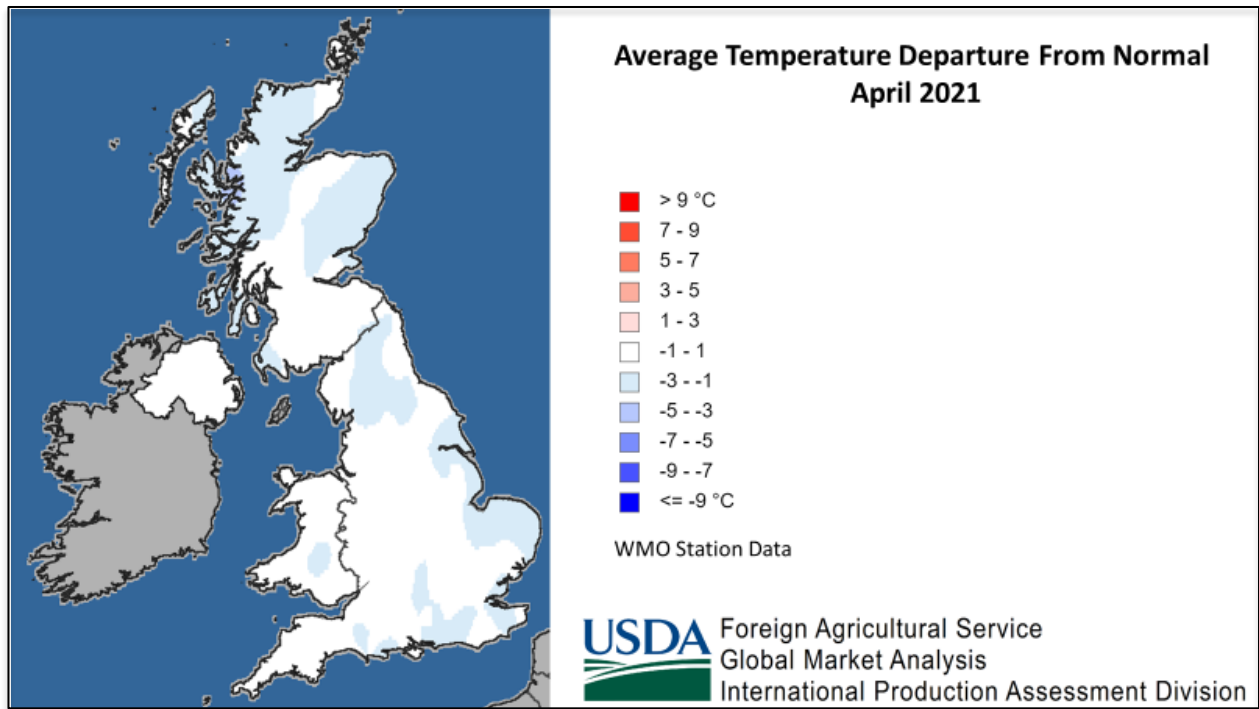 Average Temperature Departure From Normal
April 2021
> 9 °C
7 - 9
5 - 7
3 - 5
1 - 3
-1 - 1
-3 - -1
-5 - -3
-7 - -5
-9 - -7
<= -9 °C
WMO Station Data
USDA
Foreign Agricultural Service
Global Market Analysis
International Production Assessment Division